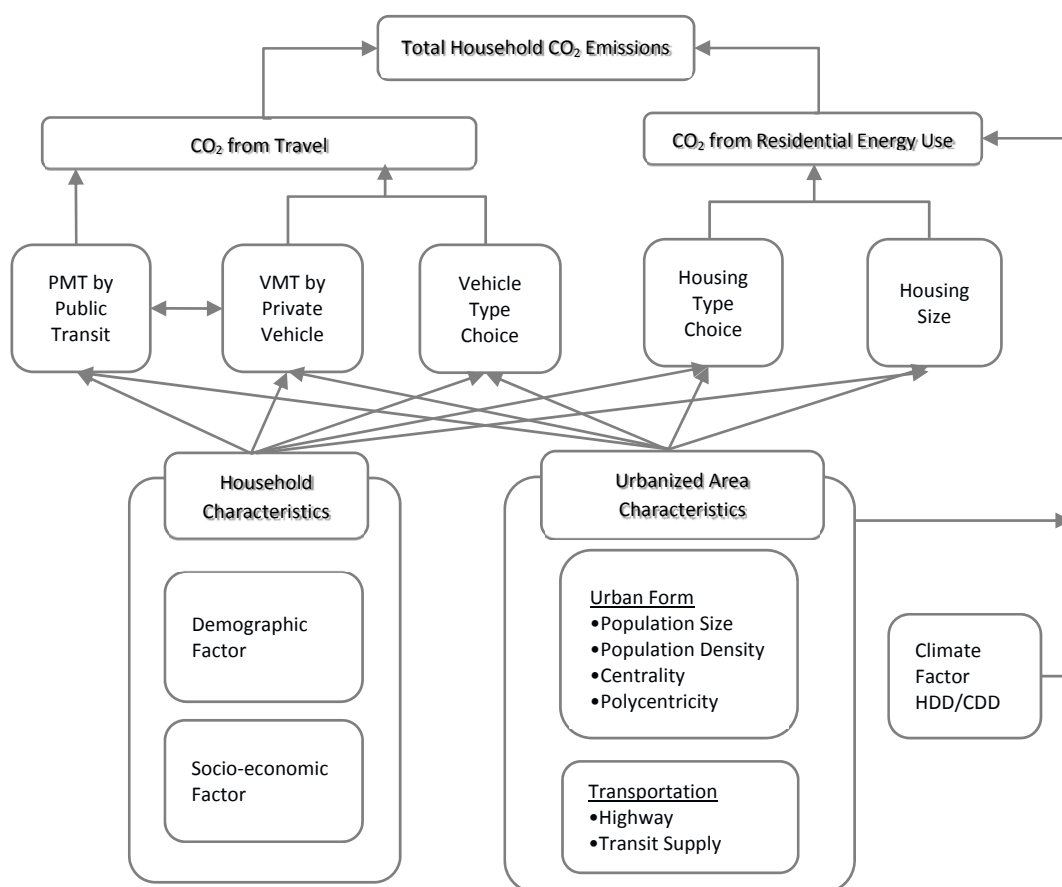 Total Household CO₂ Emissions
CO₂ from Travel
CO₂ from Residential Energy Use
PMT by
Public
Transit
VMT by
Private
Vehicle
Vehicle
Type
Choice
Housing
Type
Choice
Housing
Size
Household
Characteristics
Urbanized Area
Characteristics
Demographic
Factor
Socio-economic
Factor
Urban Form
•Population Size
•Population Density
•Centrality
•Polycentricity
Transportation
•Highway
•Transit Supply
Climate
Factor
HDD/CDD